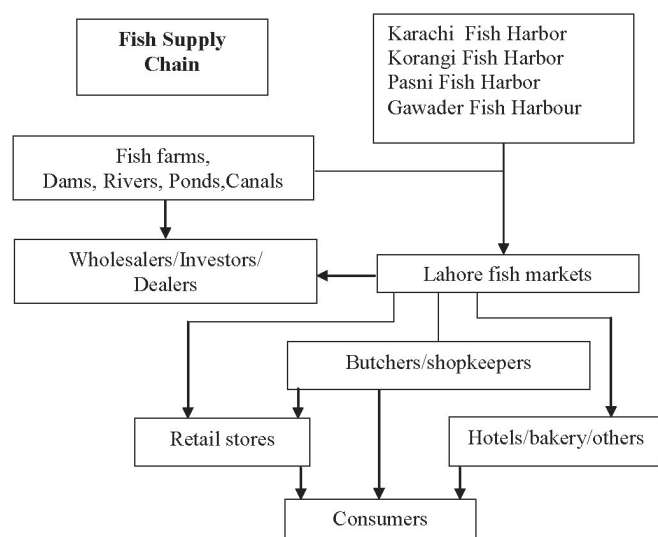 Fish Supply
Chain
Karachi Fish Harbor
Korangi Fish Harbor
Pasni Fish Harbor
Gawader Fish Harbour
Fish farms,
Dams, Rivers, Ponds,Canals
Wholesalers/Investors/
Dealers
Lahore fish markets
Butchers/shopkeepers
Retail stores
Hotels/bakery/others
Consumers